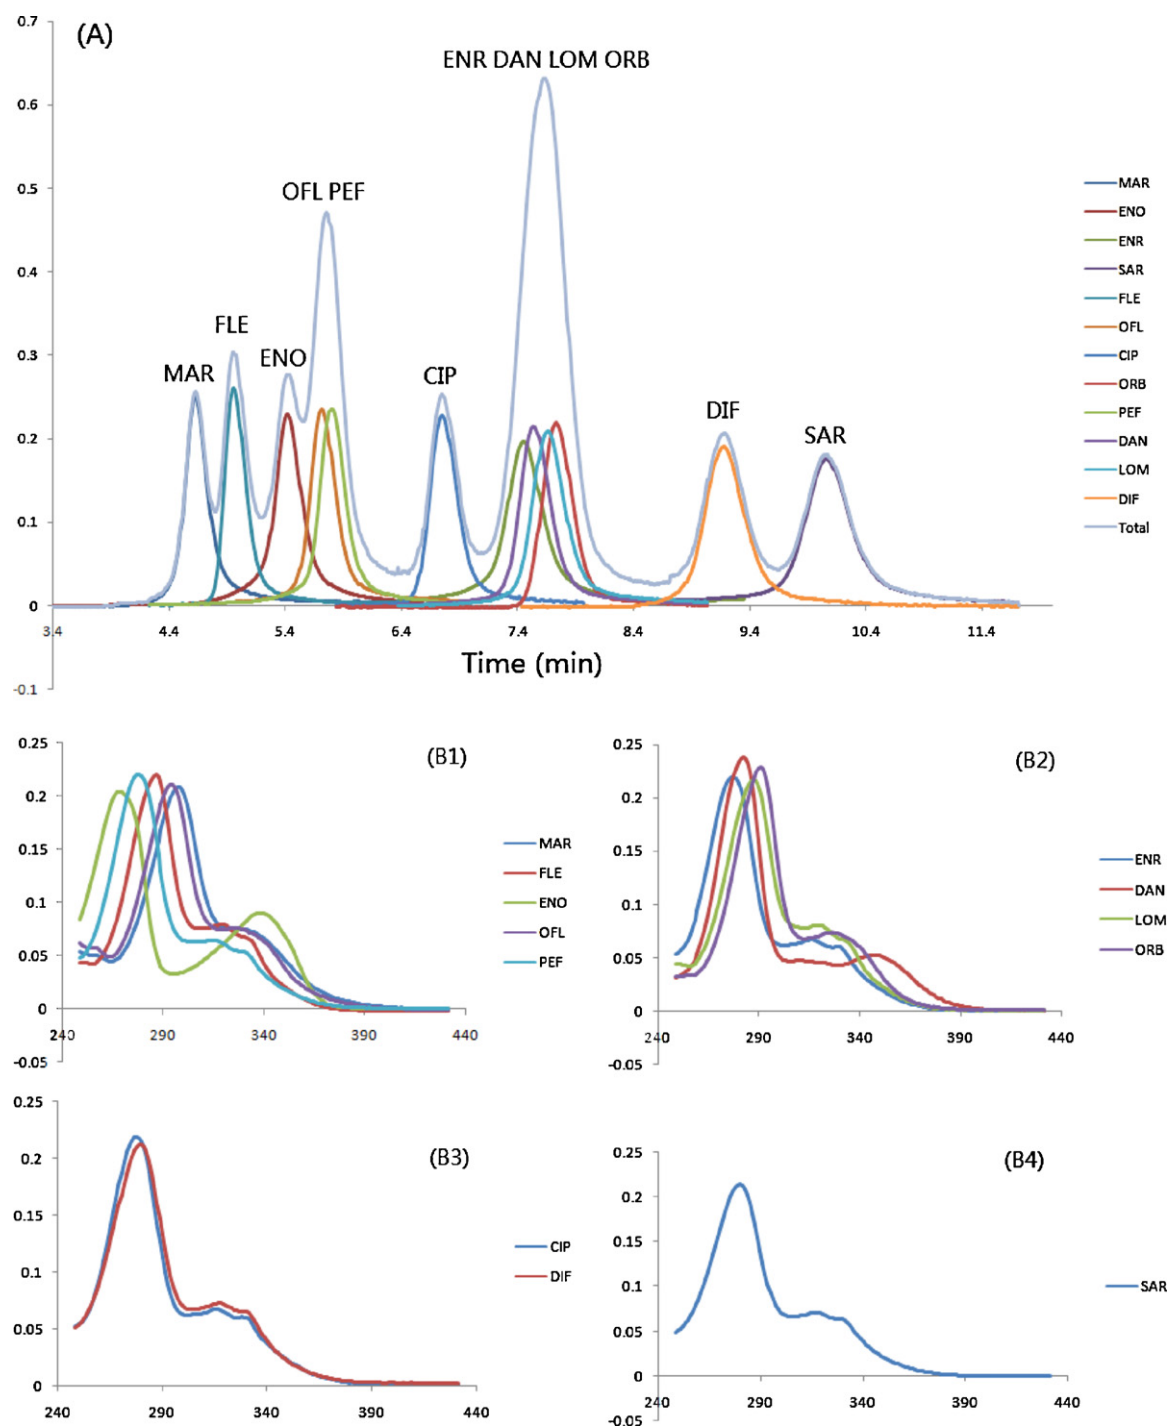 (A)
0.7
0.6
0.5
0.4
0.3
0.2
0.1
0
-0.1
ENR DAN LOM ORB
OFL PEF
FLE
MAR
ENO
CIP
DIF
SAR
3.4 4.4 5.4 6.4 7.4 8.4 9.4 10.4 11.4
Time (min)
MAR
ENO
ENR
SAR
FLE
OFL
CIP
ORB
PEF
DAN
LOM
DIF
Total
(B1)
0.25
0.2
0.15
0.1
0.05
0
-0.05
240 290 340 390 440
MAR
FLE
ENO
OFL
PEF
(B2)
0.25
0.2
0.15
0.1
0.05
0
-0.05
240 290 340 390 440
ENR
DAN
LOM
ORB
(B3)
0.25
0.2
0.15
0.1
0.05
0
240 290 340 390 440
CIP
DIF
(B4)
0.25
0.2
0.15
0.1
0.05
0
-0.05
240 290 340 390 440
SAR